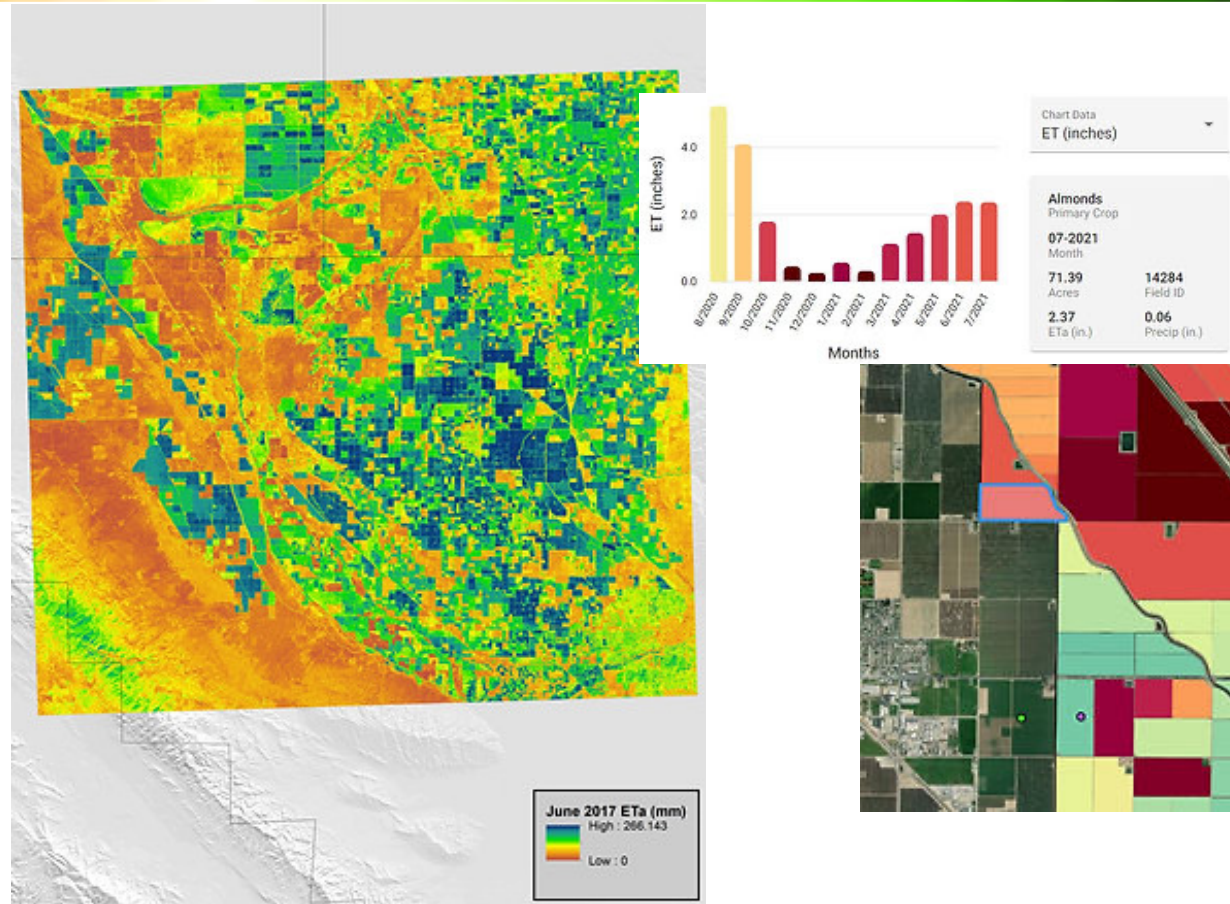 4.0
2.0
0.0
ET (inches)
8/2020
9/2020
10/2020
11/2020
12/2020
1/2021
2/2021
3/2021
4/2021
5/2021
6/2021
7/2021
Months
Chart Data
ET (inches)
Almonds
Primary Crop
07-2021
Month
71.39 14284
Acres Field ID
2.37 0.06
ETa (in.) Precip (in.)
June 2017 ETa (mm)
High : 266.143
Low : 0